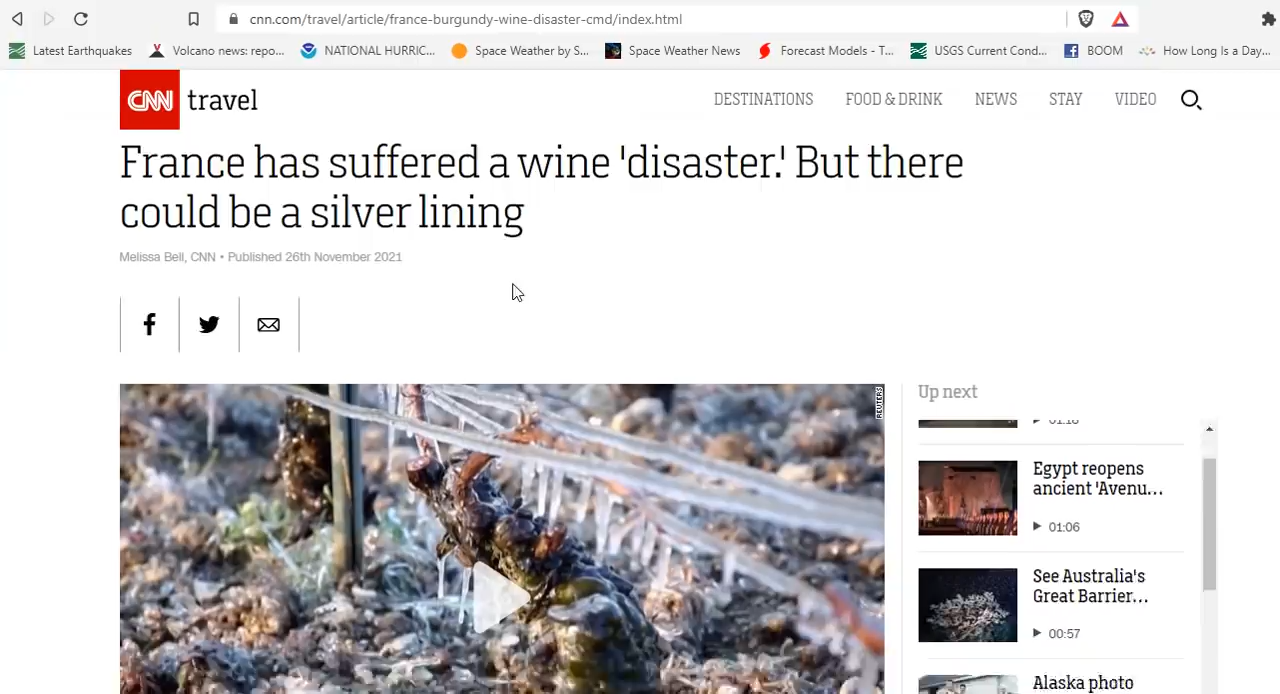 cnn.com/travel/article/france-burgundy-wine-disaster-cmd/index.html
Latest Earthquakes
Volcano news: repo...
NATIONAL HURRIC...
Space Weather by S...
Space Weather News
Forecast Models - T...
USGS Current Cond...
BOOM
How Long Is a Day...
CNN travel
DESTINATIONS
FOOD & DRINK
NEWS
STAY
VIDEO
France has suffered a wine 'disaster.' But there
could be a silver lining
Melissa Bell, CNN • Published 26th November 2021
REUTERS
Up next
01:18
Egypt reopens
ancient 'Avenu...
01:06
See Australia's
Great Barrier...
00:57
Alaska photo